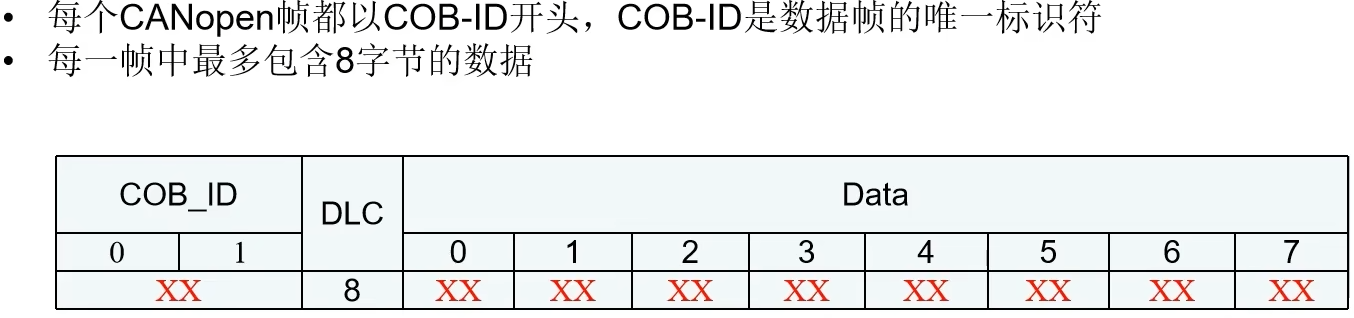 • 每个CANopen帧都以COB-ID开头，COB-ID是数据帧的唯一标识符
• 每一帧中最多包含8字节的数据
COB_ID DLC Data
0 1 0 1 2 3 4 5 6 7
XX 8 XX XX XX XX XX XX XX XX